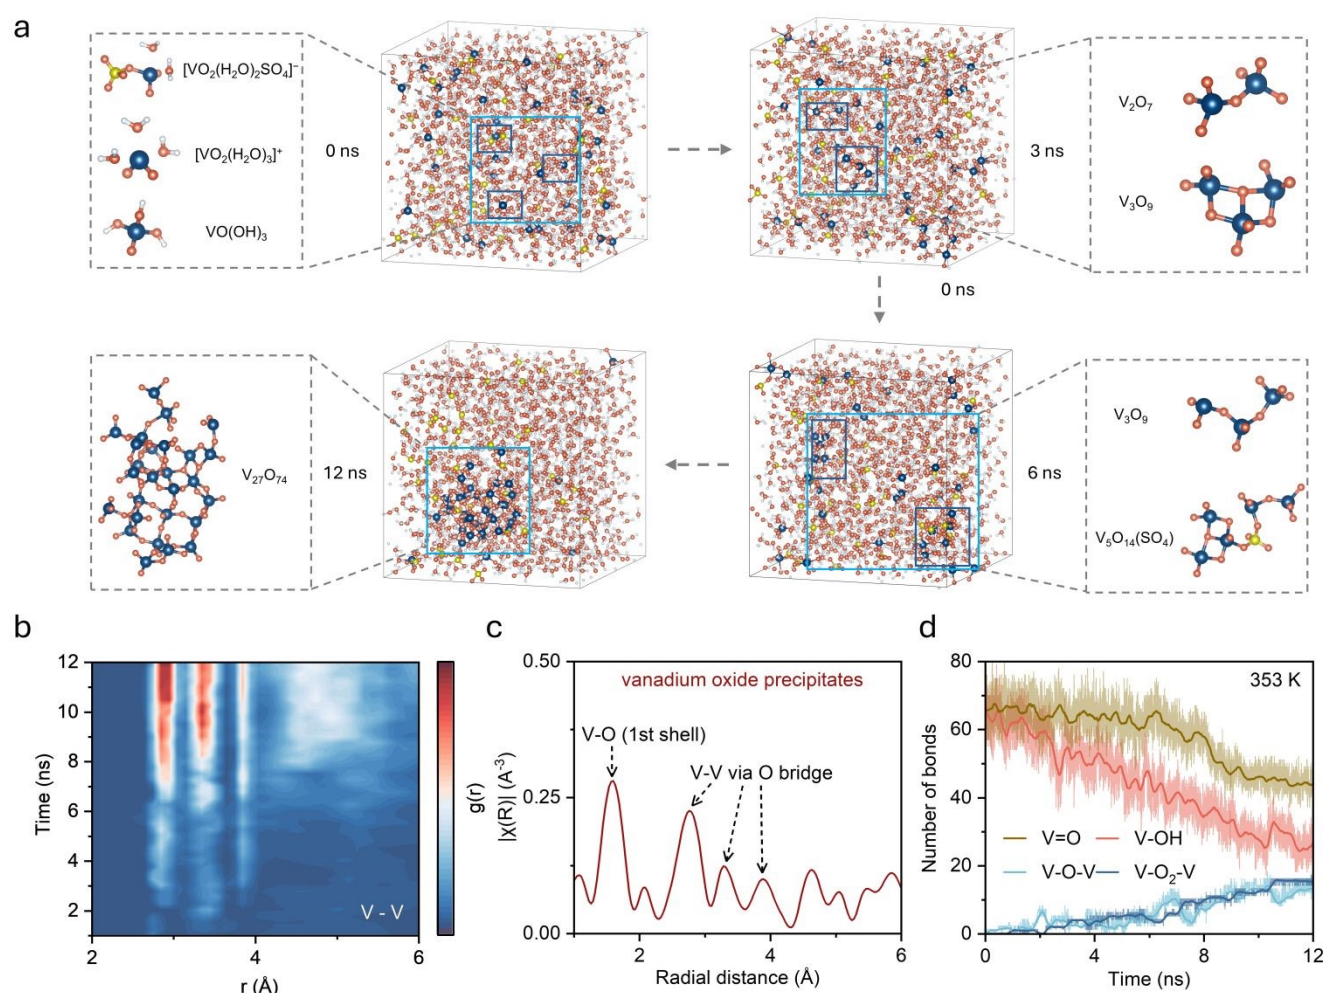 a
[VO₂(H₂O)₂SO₄]⁻
[VO₂(H₂O)₃]⁺
VO(OH)₃
0 ns
3 ns
V₂O₇
V₃O₉
0 ns
V₂₇O₇₄
12 ns
6 ns
V₃O₉
V₅O₁₄(SO₄)
b
12
10
8
6
4
2
Time (ns)
V - V
2
4
6
r (Å)
g(r)
c
0.50
0.25
0.00
|χ(R)| (A⁻³)
vanadium oxide precipitates
V-O (1st shell)
V-V via O bridge
1
2
3
4
5
6
Radial distance (Å)
d
80
60
40
20
0
Number of bonds
353 K
V=O
V-OH
V-O-V
V-O₂-V
0
4
8
12
Time (ns)